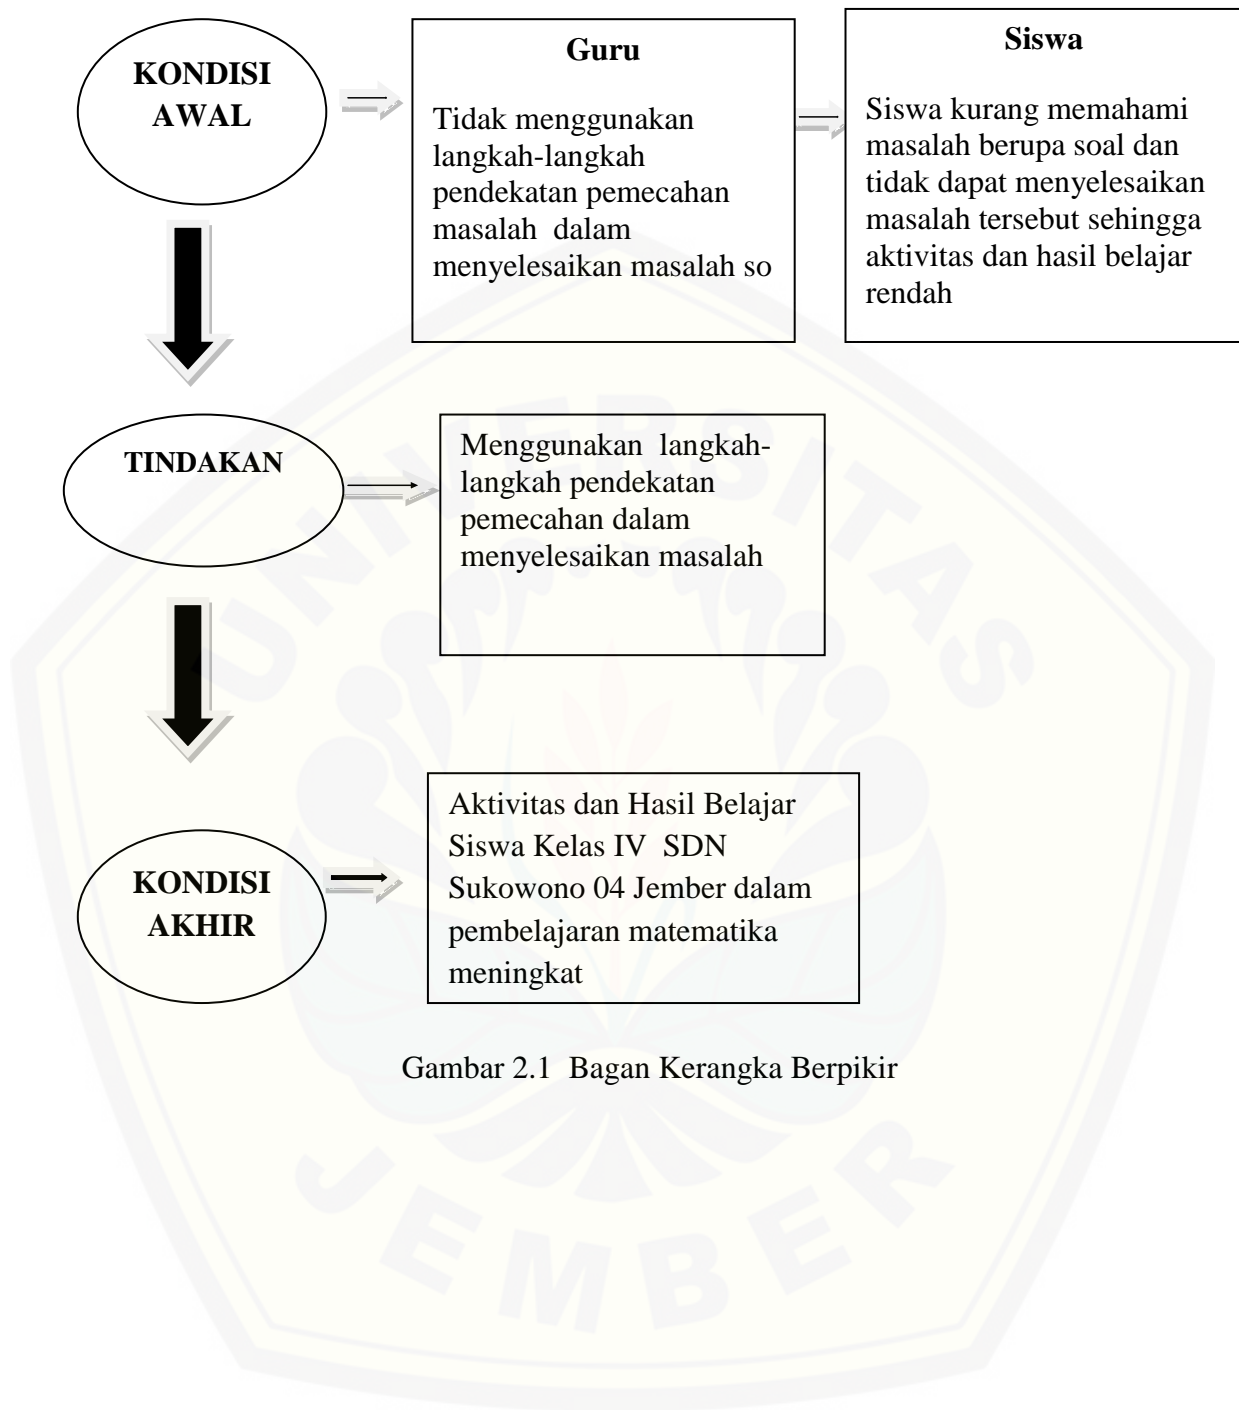 KONDISI
AWAL
Guru
Tidak menggunakan
langkah-langkah
pendekatan pemecahan
masalah dalam
menyelesaikan masalah so
Siswa
Siswa kurang memahami
masalah berupa soal dan
tidak dapat menyelesaikan
masalah tersebut sehingga
aktivitas dan hasil belajar
rendah
TINDAKAN
Menggunakan langkah-
langkah pendekatan
pemecahan dalam
menyelesaikan masalah
KONDISI
AKHIR
Aktivitas dan Hasil Belajar
Siswa Kelas IV SDN
Sukowono 04 Jember dalam
pembelajaran matematika
meningkat
Gambar 2.1 Bagan Kerangka Berpikir
UNIVERSITAS
JEMBER